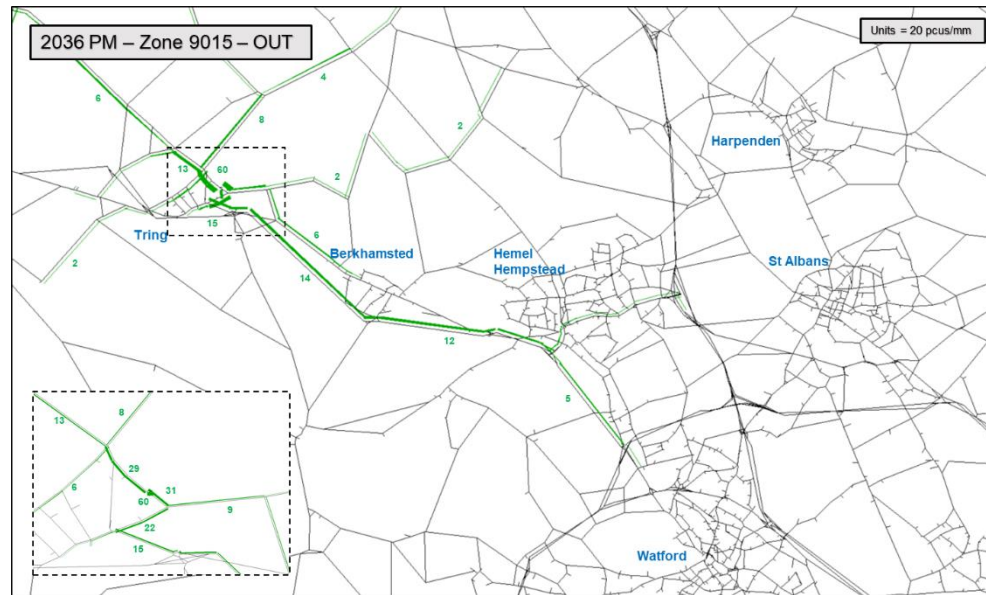 2036 PM – Zone 9015 – OUT
Units = 20 pcus/mm
4
6
8
2
Harpenden
13
60
2
15
Tring
6
Berkhamsted
Hemel
Hempstead
St Albans
2
14
12
5
13
8
29
31
6
60
9
22
15
Watford